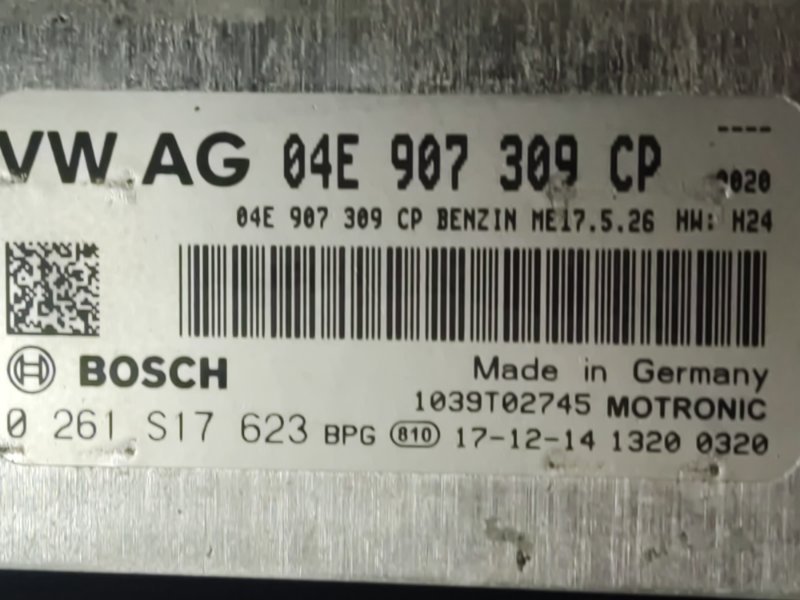 VW AG 04E 907 309 CP ----
04E 907 309 CP BENZIN ME17.5.26 HW: H24
BOSCH Made in Germany
1039T02745 MOTRONIC
0 261 S17 623 BPG 810 17-12-14 1320 0320